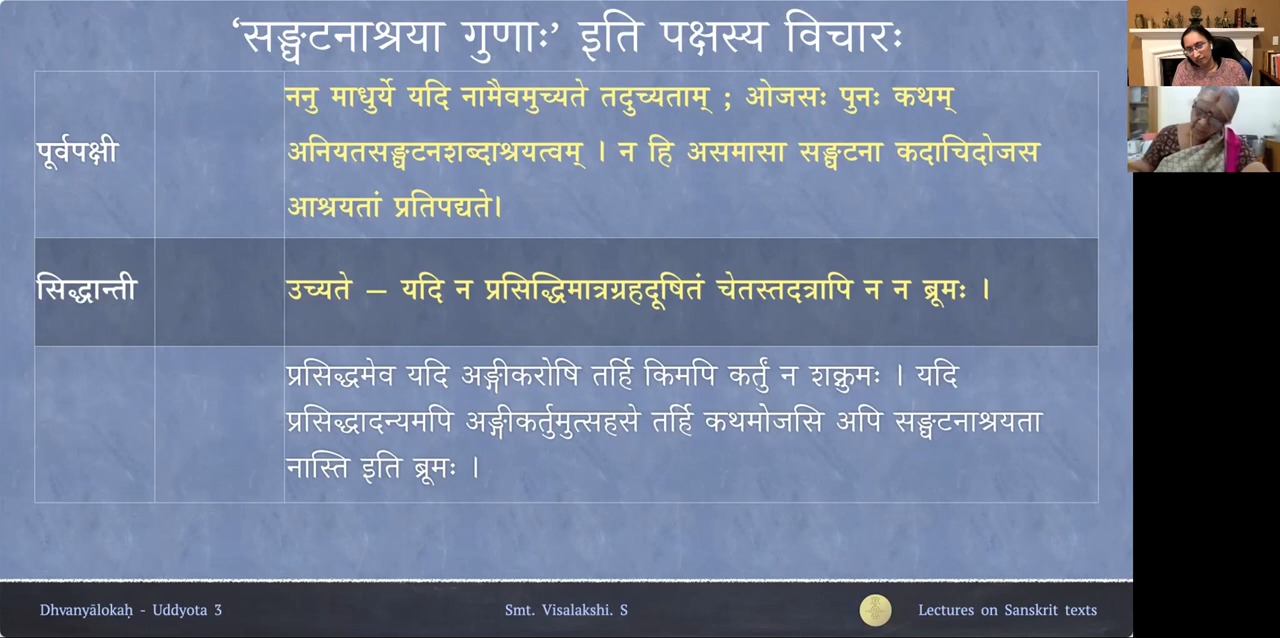 ‘सङ्घटनाश्रया गुणाः’ इति पक्षस्य विचारः
पूर्वपक्षी
ननु माधुर्ये यदि नामैवमुच्यते तदुच्यताम् ; ओजसः पुनः कथम्
अनियतसङ्घटनशब्दाश्रयत्वम् । न हि असमासा सङ्घटना कदाचिदोजस
आश्रयतां प्रतिपद्यते।
सिद्धान्ती
उच्यते – यदि न प्रसिद्धिमात्रग्रहदूषितं चेतस्तदत्रापि न न ब्रूमः ।
प्रसिद्धमेव यदि अङ्गीकरोषि तर्हि किमपि कर्तुं न शक्नुमः । यदि
प्रसिद्धादन्यमपि अङ्गीकर्तुमुत्सहसे तर्हि कथमोजसि अपि सङ्घटनाश्रयता
नास्ति इति ब्रूमः ।
Dhvanyālokaḥ - Uddyota 3
Smt. Visalakshi. S
Lectures on Sanskrit texts